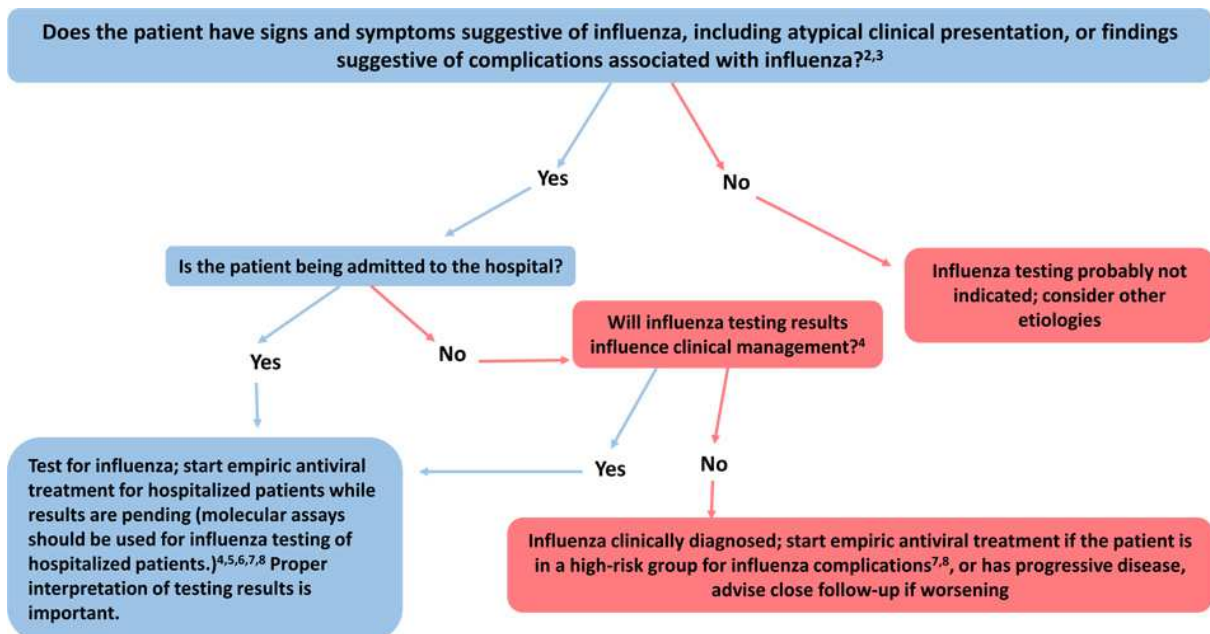 Does the patient have signs and symptoms suggestive of influenza, including atypical clinical presentation, or findings
suggestive of complications associated with influenza?2,3
Yes
No
Is the patient being admitted to the hospital?
Influenza testing probably not
indicated; consider other
etiologies
Will influenza testing results
influence clinical management?4
Yes
No
Test for influenza; start empiric antiviral
treatment for hospitalized patients while
results are pending (molecular assays
should be used for influenza testing of
hospitalized patients.)4,5,6,7,8 Proper
interpretation of testing results is
important.
Yes
No
Influenza clinically diagnosed; start empiric antiviral treatment if the patient is
in a high-risk group for influenza complications7,8, or has progressive disease,
advise close follow-up if worsening